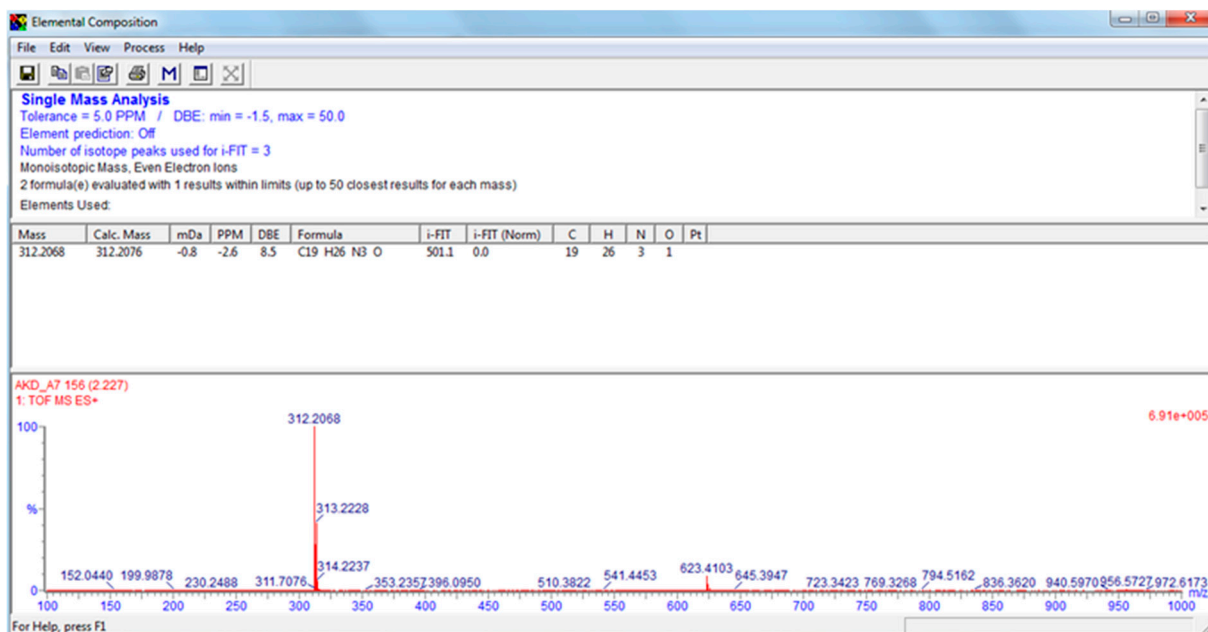 Elemental Composition
File Edit View Process Help
M
Single Mass Analysis
Tolerance = 5.0 PPM / DBE: min = -1.5, max = 50.0
Element prediction: Off
Number of isotope peaks used for i-FIT = 3
Monoisotopic Mass, Even Electron Ions
2 formula(e) evaluated with 1 results within limits (up to 50 closest results for each mass)
Elements Used:
Mass Calc. Mass mDa PPM DBE Formula i-FIT i-FIT (Norm) C H N O Pt
312.2068 312.2076 -0.8 -2.6 8.5 C19 H26 N3 O 501.1 0.0 19 26 3 1
AKD_A7 156 (2.227)
1: TOF MS ES+
6.91e+005
312.2068
100
313.2228
%
314.2237
623.4103
152.0440 199.9878 230.2488 311.7076 353.2357 396.0950 510.3822 541.4453 645.3947 723.3423 769.3268 794.5162 836.3620 940.5970 956.5727 972.6173
0
m/z
100 150 200 250 300 350 400 450 500 550 600 650 700 750 800 850 900 950 1000
For Help, press F1